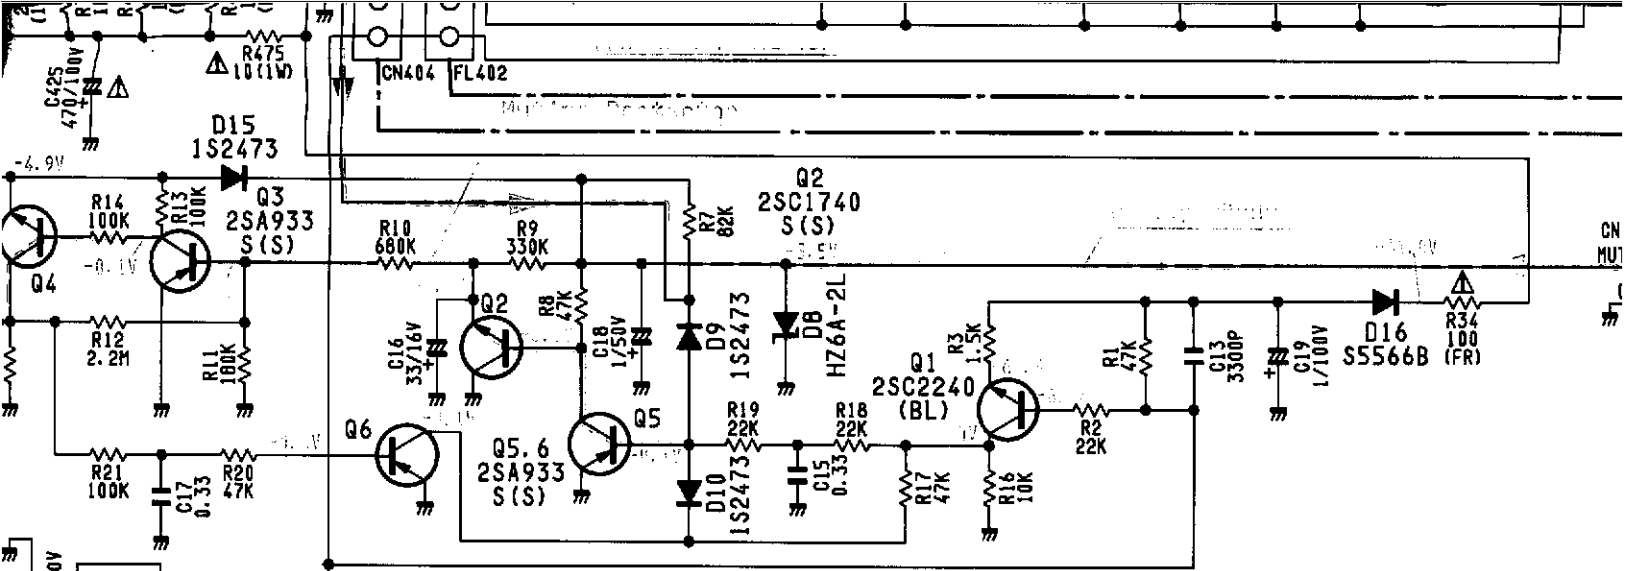 R475
10(1W)
CN404
FL402
C425
470/100V
D15
1S2473
-4.9V
R14
100K
R13
100K
Q3
2SA933
S(S)
Q2
2SC1740
S(S)
R7
82K
R10
680K
R9
330K
CN
-0.1V
Q4
Q2
R8
47K
C18
1/50V
D9
1S2473
D8
HZ6A-2L
R12
2.2M
R11
180K
C16
33/16V
R3
1.5K
Q1
2SC2240
(BL)
R1
47K
C13
3300P
C19
1/100V
D16
S5566B
R34
100
(FR)
Q6
Q5
R19
22K
R18
22K
R2
22K
Q5.6
2SA933
S(S)
R21
100K
C17
0.33
R20
47K
D10
1S2473
C15
0.33
R17
47K
R16
10K